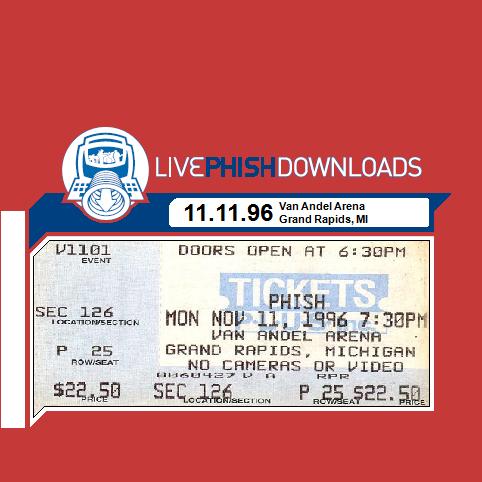 LIVEPHISHDOWNLOADS
11.11.96
Van Andel Arena
Grand Rapids, MI
V1101
EVENT
DOORS OPEN AT 6:30PM
TICKETS
PHISH
SEC 126
LOCATION/SECTION
MON NOV 11, 1996 7:30PM
VAN ANDEL ARENA
P 25
ROW/SEAT
GRAND RAPIDS, MICHIGAN
NO CAMERAS OR VIDEO
$22.50
PRICE
SEC 126
LOCATION/SECTION
P 25
ROW/SEAT
$22.50
PRICE